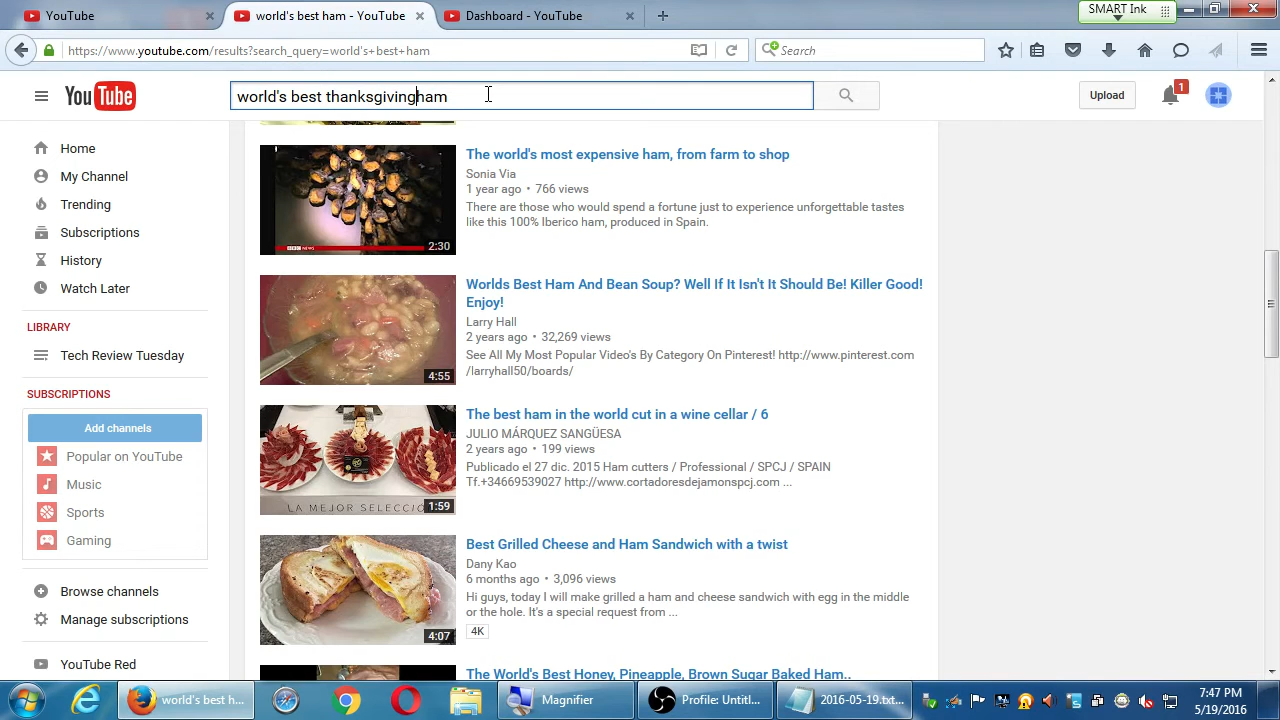 YouTube
world's best ham - YouTube
Dashboard - YouTube
SMART Ink
https://www.youtube.com/results?search_query=world's+best+ham
Search
YouTube
world's best thanksgivingham
Upload
1
Home
My Channel
Trending
Subscriptions
History
Watch Later
LIBRARY
Tech Review Tuesday
SUBSCRIPTIONS
Add channels
Popular on YouTube
Music
Sports
Gaming
Browse channels
Manage subscriptions
YouTube Red
BBC NEWS
2:30
The world's most expensive ham, from farm to shop
Sonia Via
1 year ago • 766 views
There are those who would spend a fortune just to experience unforgettable tastes
like this 100% Iberico ham, produced in Spain.
4:55
Worlds Best Ham And Bean Soup? Well If It Isn't It Should Be! Killer Good!
Enjoy!
Larry Hall
2 years ago • 32,269 views
See All My Most Popular Video's By Category On Pinterest! http://www.pinterest.com
/larryhall50/boards/
LA MEJOR SELECCIO
1:59
The best ham in the world cut in a wine cellar / 6
JULIO MÁRQUEZ SANGÜESA
2 years ago • 199 views
Publicado el 27 dic. 2015 Ham cutters / Professional / SPCJ / SPAIN
Tf.+34669539027 http://www.cortadoresdejamonspcj.com ...
4:07
Best Grilled Cheese and Ham Sandwich with a twist
Dany Kao
6 months ago • 3,096 views
Hi guys, today I will make grilled a ham and cheese sandwich with egg in the middle
or the hole. It's a special request from ...
4K
The World's Best Honey, Pineapple, Brown Sugar Baked Ham..
world's best h...
Magnifier
Profile: Untitl...
2016-05-19.txt...
7:47 PM
5/19/2016